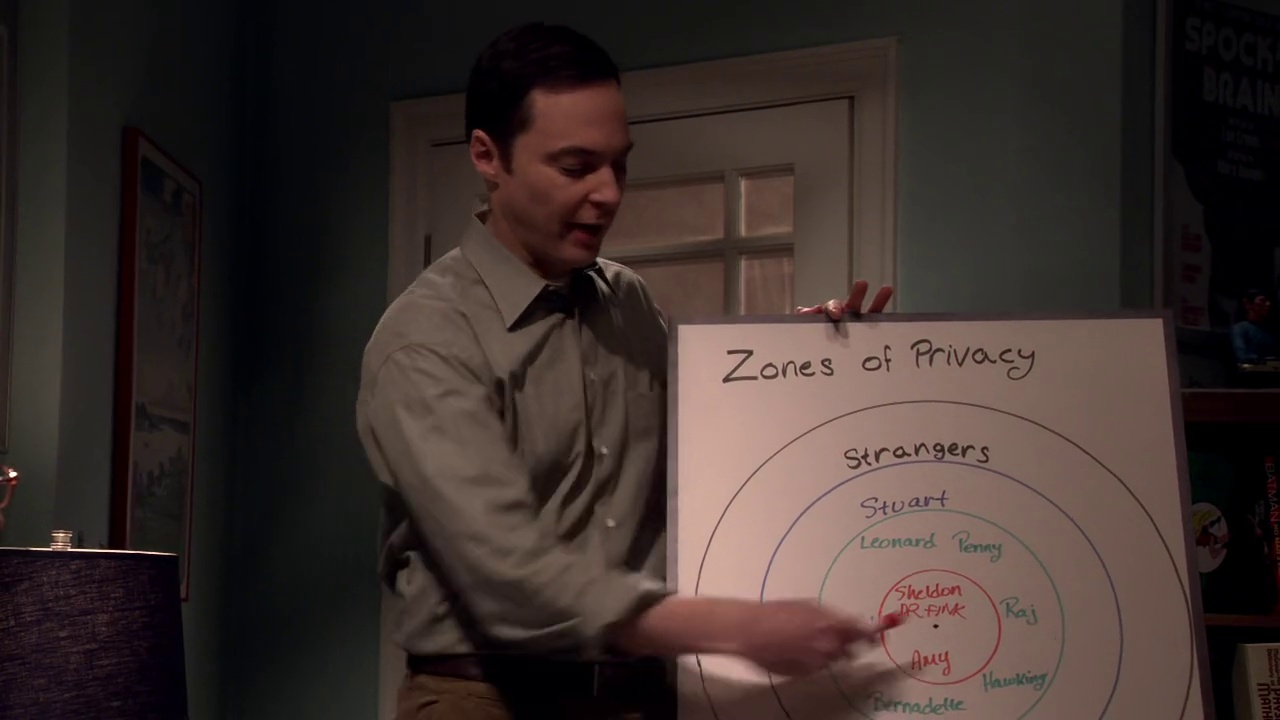 SPOCK'S
BRAIN
Zones of Privacy
Strangers
Stuart
Leonard Penny
Sheldon
DR. FINK
Raj
Amy
Hawking
Bernadette